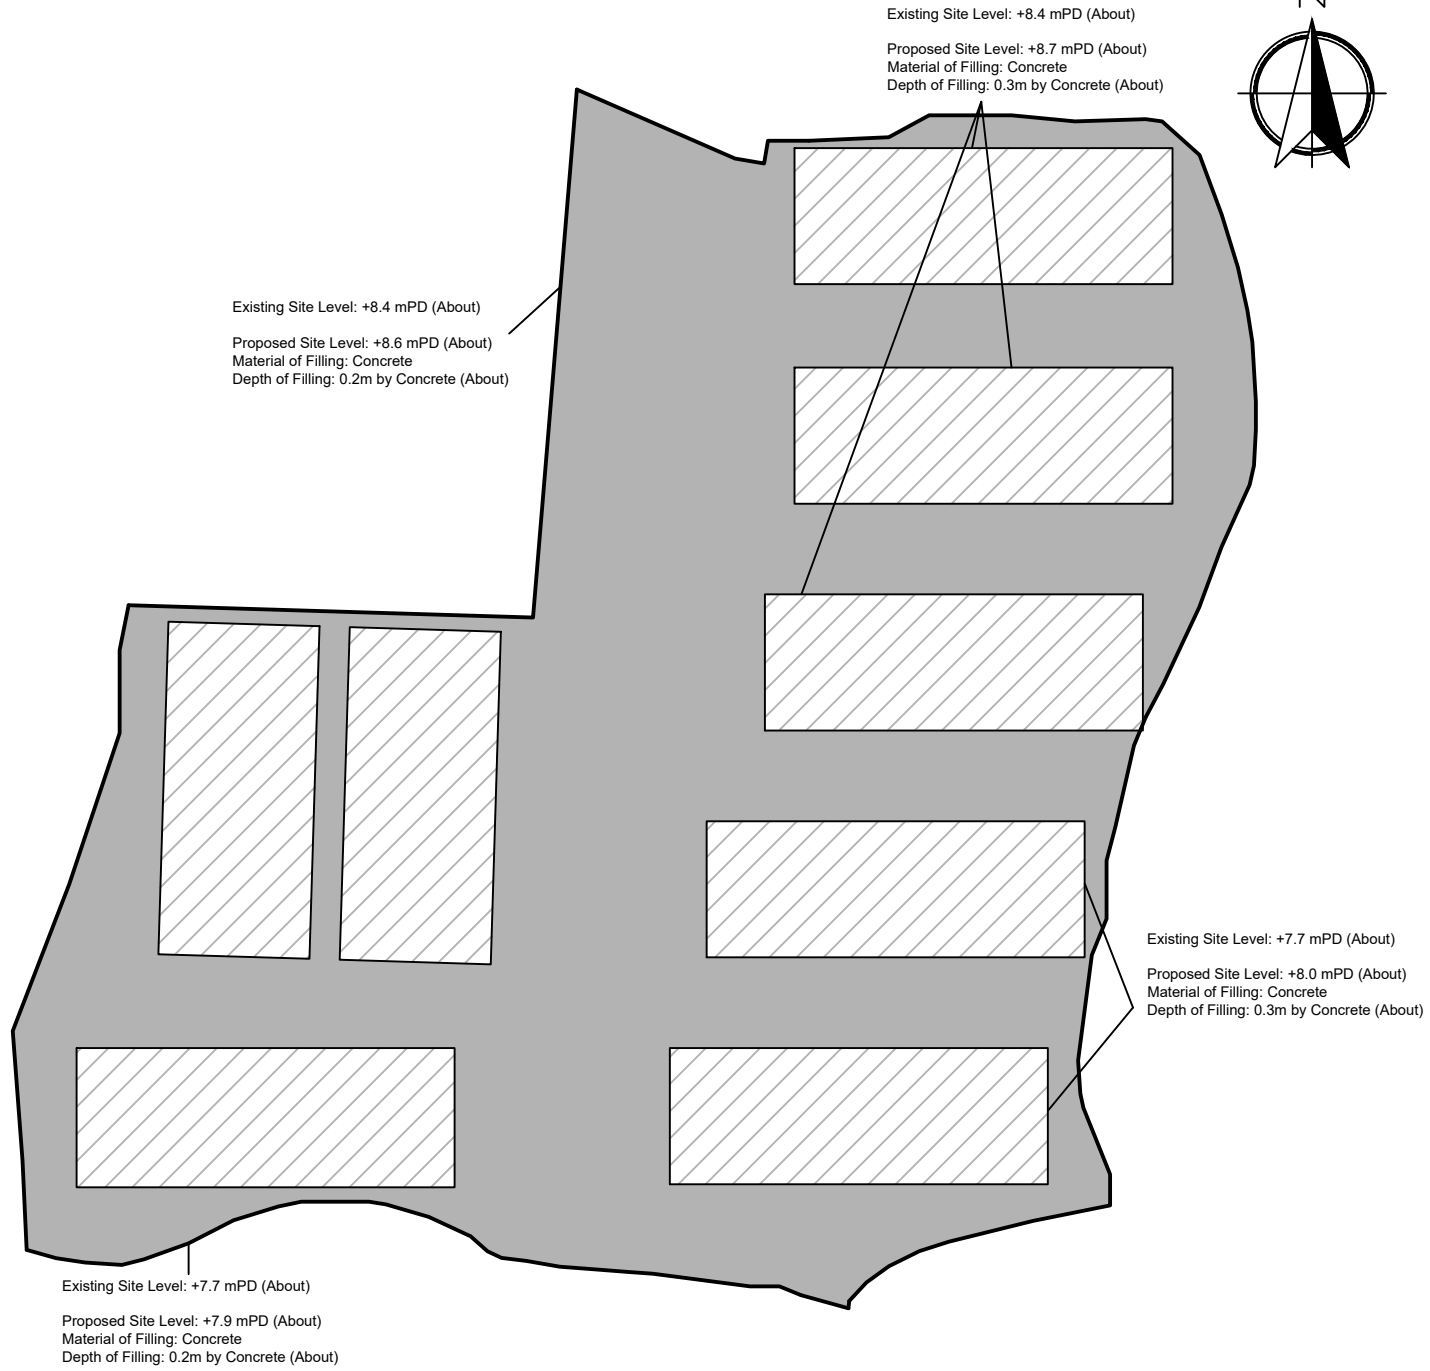 Existing Site Level: +8.4 mPD (About)
Proposed Site Level: +8.7 mPD (About)
Material of Filling: Concrete
Depth of Filling: 0.3m by Concrete (About)
Existing Site Level: +8.4 mPD (About)
Proposed Site Level: +8.6 mPD (About)
Material of Filling: Concrete
Depth of Filling: 0.2m by Concrete (About)
Existing Site Level: +7.7 mPD (About)
Proposed Site Level: +8.0 mPD (About)
Material of Filling: Concrete
Depth of Filling: 0.3m by Concrete (About)
Existing Site Level: +7.7 mPD (About)
Proposed Site Level: +7.9 mPD (About)
Material of Filling: Concrete
Depth of Filling: 0.2m by Concrete (About)